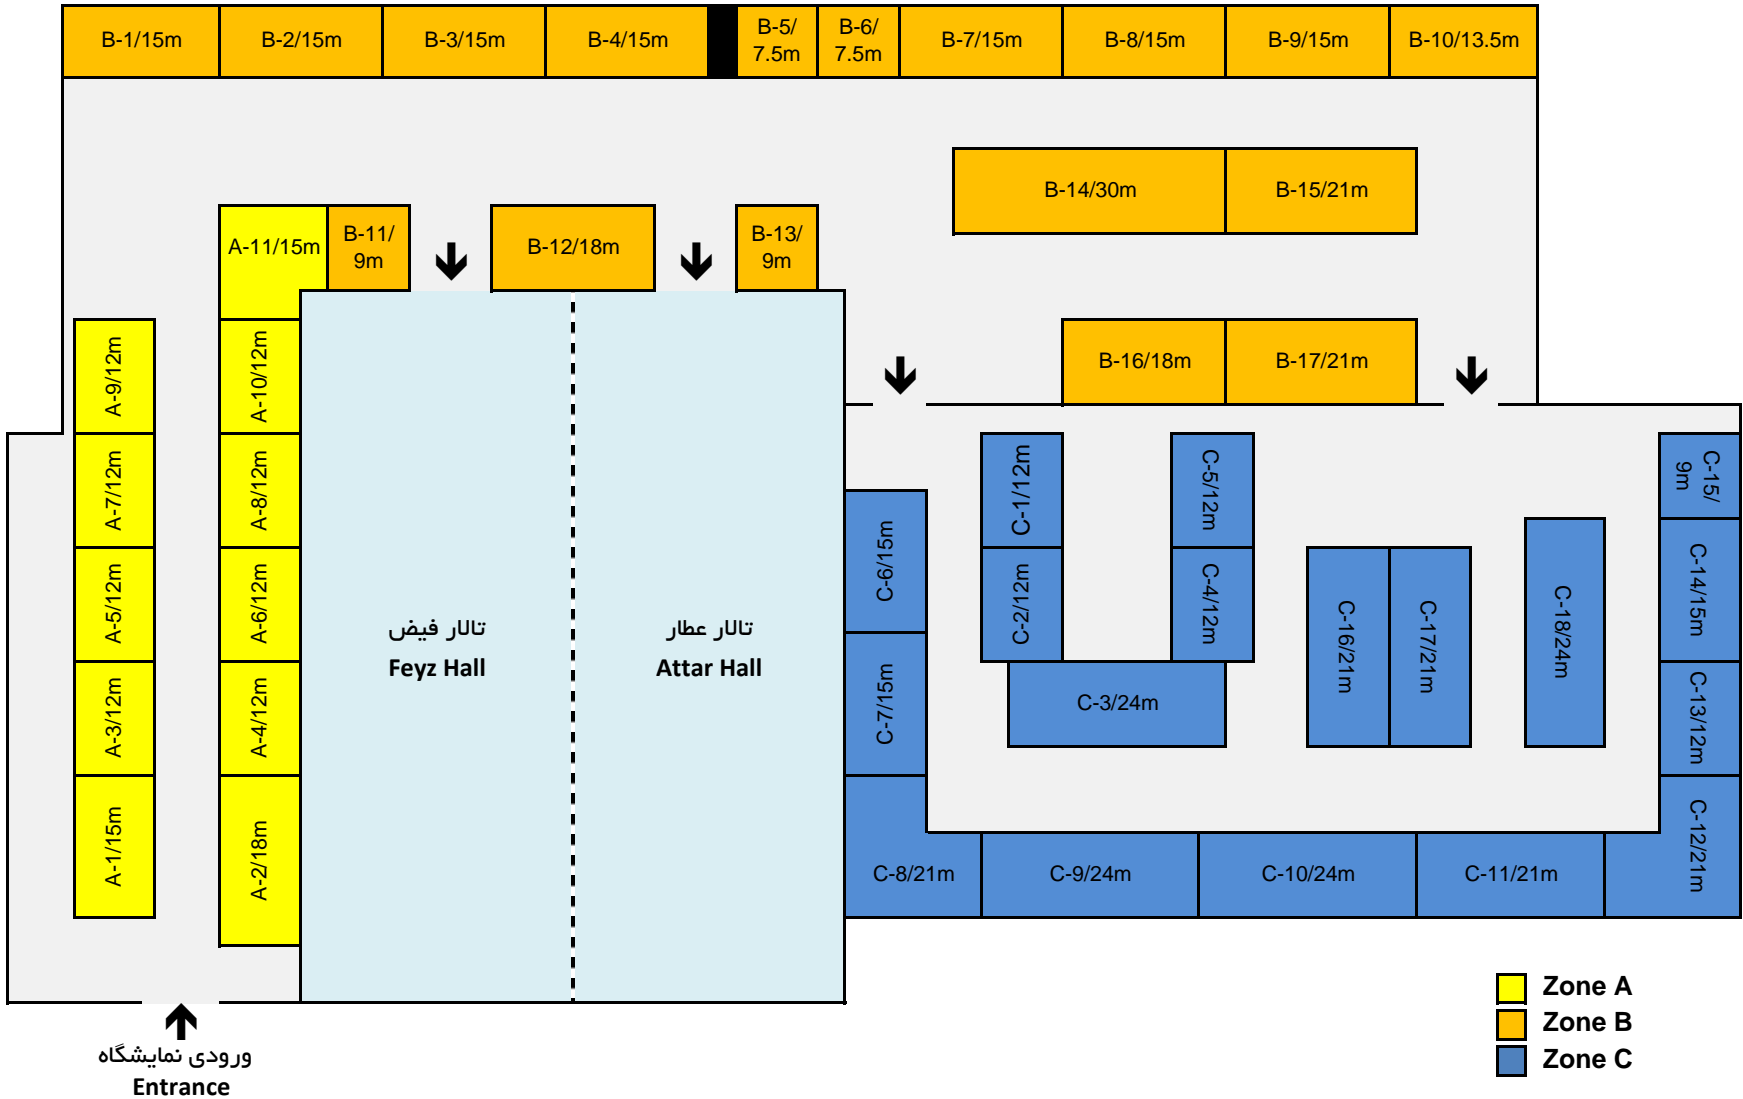 B-1/15m
B-2/15m
B-3/15m
B-4/15m
B-5/
7.5m
B-6/
7.5m
B-7/15m
B-8/15m
B-9/15m
B-10/13.5m
B-14/30m
B-15/21m
A-11/15m
B-11/
9m
B-12/18m
B-13/
9m
B-16/18m
B-17/21m
A-9/12m
A-10/12m
A-7/12m
A-8/12m
A-5/12m
A-6/12m
A-3/12m
A-4/12m
A-1/15m
A-2/18m
تالار فیض
Feyz Hall
تالار عطار
Attar Hall
C-1/12m
C-5/12m
C-15/
9m
C-6/15m
C-2/12m
C-4/12m
C-16/21m
C-17/21m
C-18/24m
C-14/15m
C-7/15m
C-3/24m
C-13/12m
C-8/21m
C-9/24m
C-10/24m
C-11/21m
C-12/21m
Zone A
Zone B
Zone C
ورودی نمایشگاه
Entrance